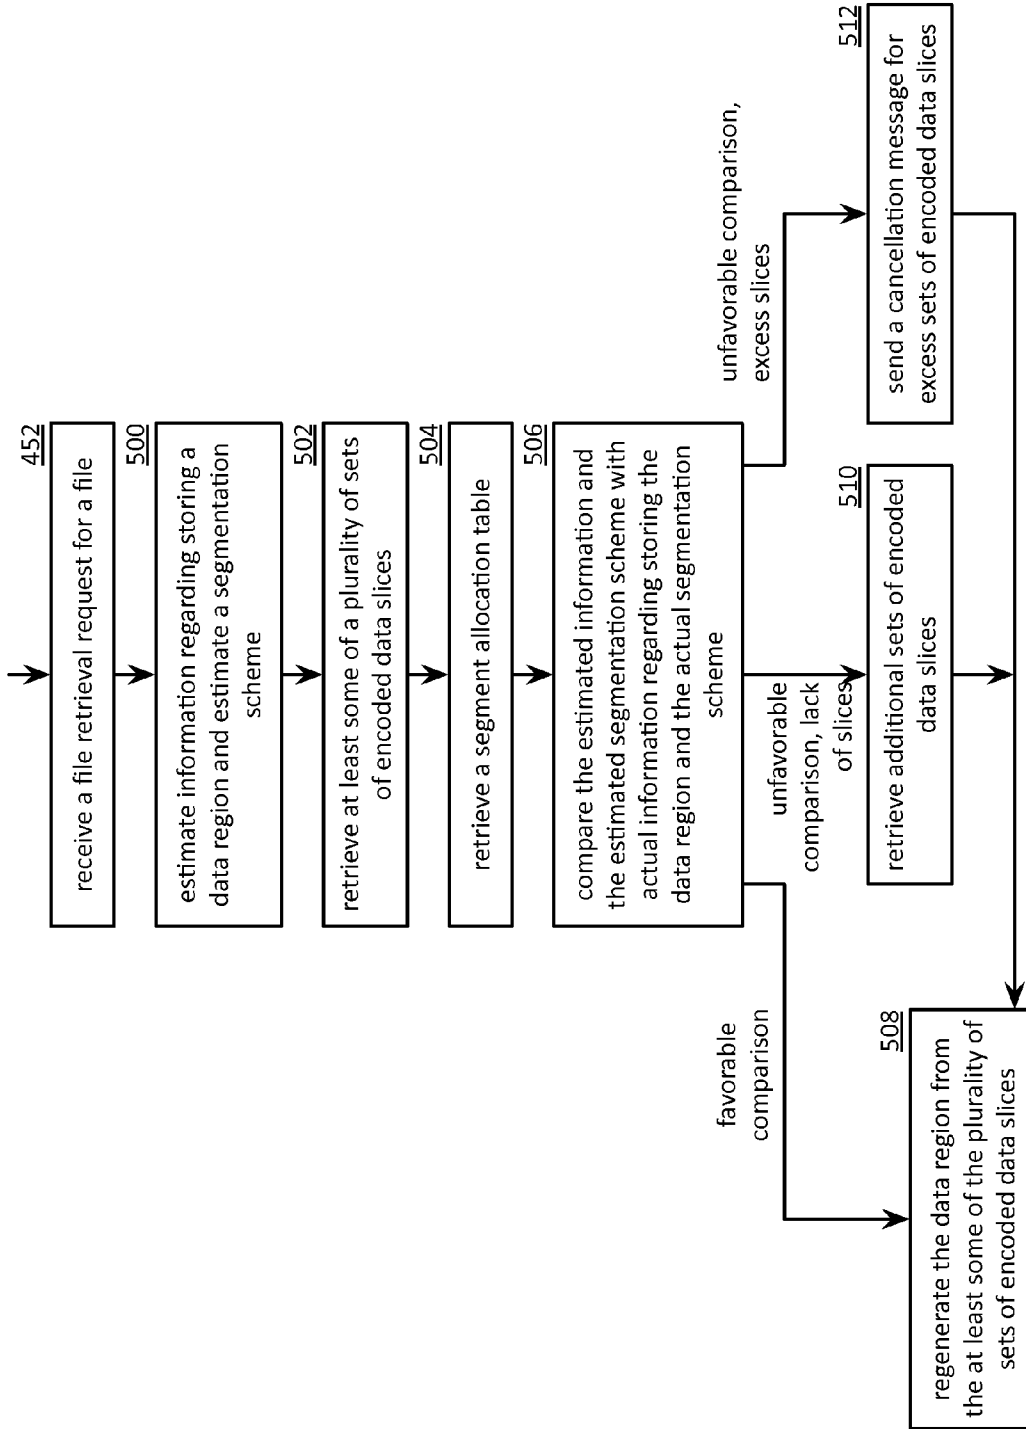 452
receive a file retrieval request for a file
500
estimate information regarding storing a
data region and estimate a segmentation
scheme
502
retrieve at least some of a plurality of sets
of encoded data slices
504
retrieve a segment allocation table
506
compare the estimated information and
the estimated segmentation scheme with
actual information regarding storing the
data region and the actual segmentation
scheme
favorable
comparison
unfavorable
comparison, lack
of slices
unfavorable comparison,
excess slices
508
regenerate the data region from
the at least some of the plurality of
sets of encoded data slices
510
retrieve additional sets of encoded
data slices
512
send a cancellation message for
excess sets of encoded data slices